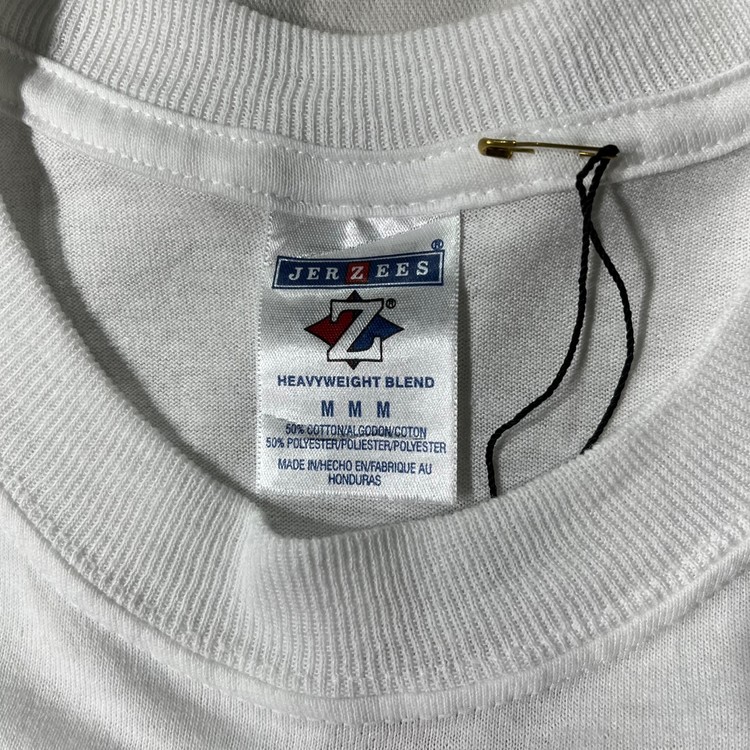 JERZEES®
Z®
HEAVYWEIGHT BLEND
M M M
50% COTTON/ALGODON/COTON
50% POLYESTER/POLIESTER/POLYESTER
MADE IN/HECHO EN/FABRIQUE AU
HONDURAS